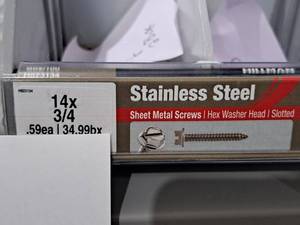 14x
3/4
.59ea | 34.99bx
Stainless Steel
Sheet Metal Screws | Hex Washer Head | Slotted